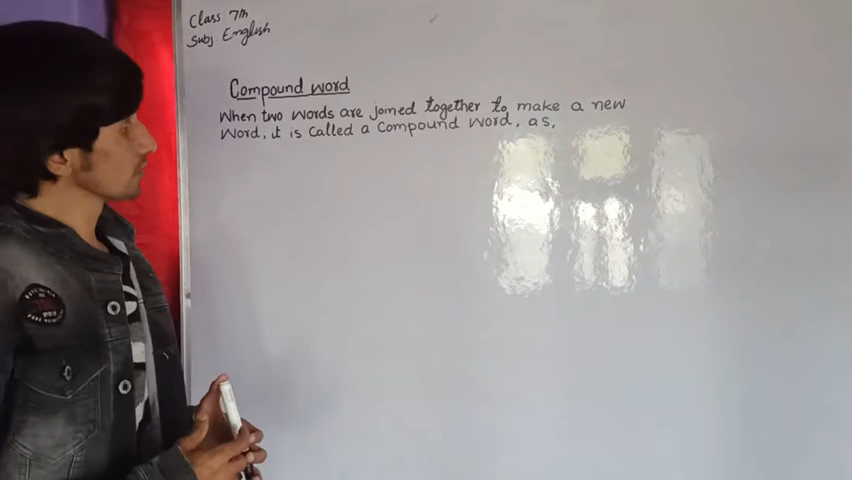 Class 7th
Subj English
Compound word
When two words are joined together to make a new
word, it is called a Compound word, as,